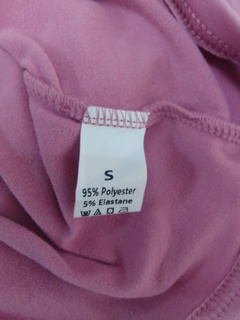 S
95% Polyester
5% Elastane